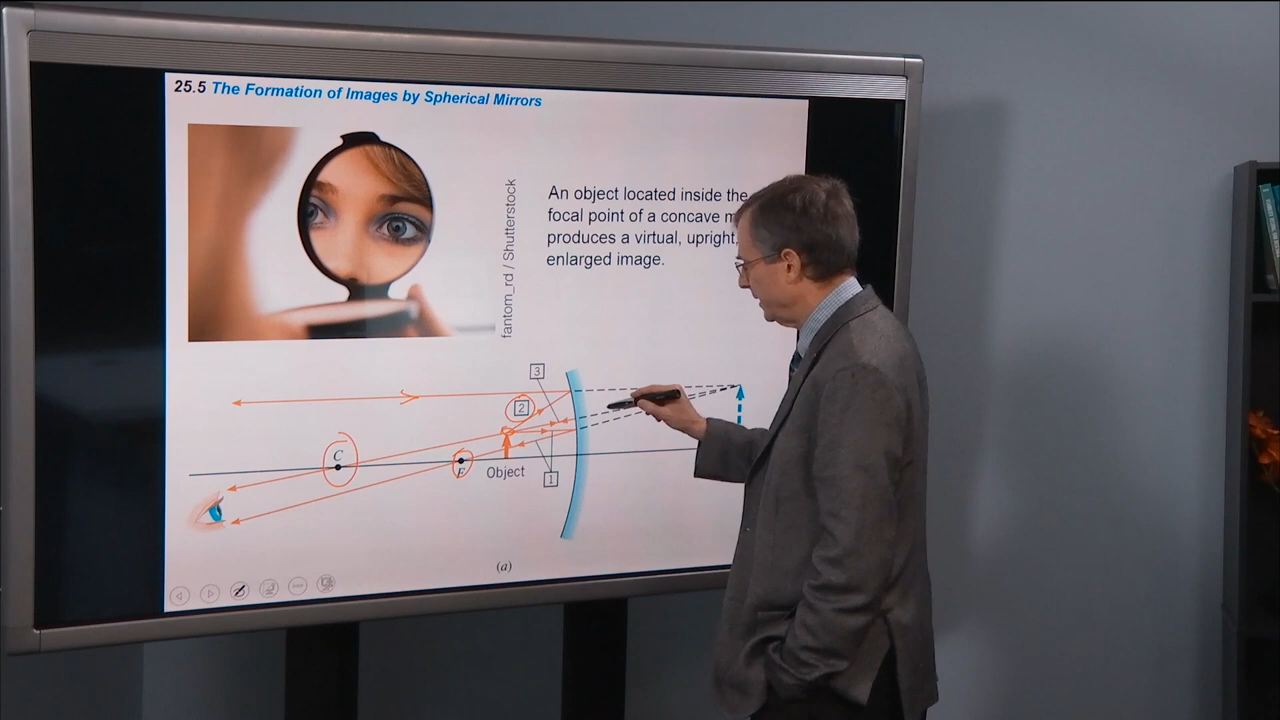 25.5 The Formation of Images by Spherical Mirrors
fantom_rd / Shutterstock
An object located inside the
focal point of a concave
produces a virtual, upright,
enlarged image.
3
2
C
F
Object
1
(a)